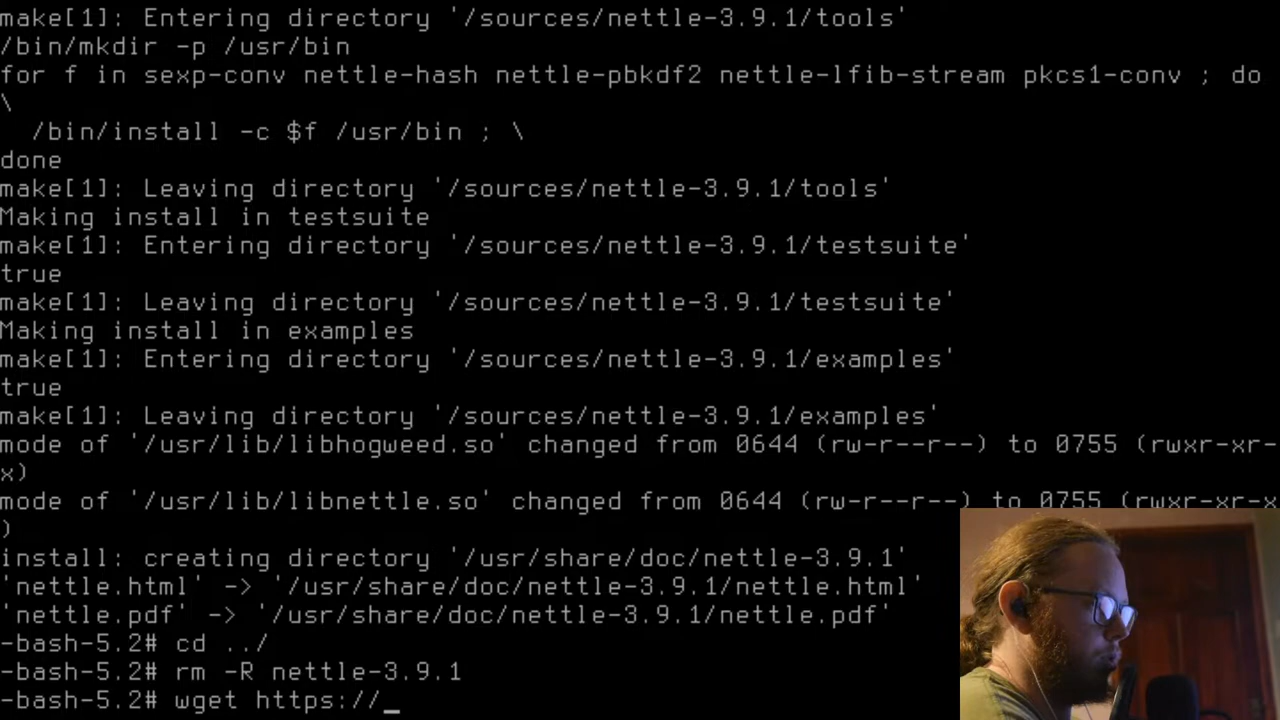 make[1]: Entering directory '/sources/nettle-3.9.1/tools'
/bin/mkdir -p /usr/bin
for f in sexp-conv nettle-hash nettle-pbkdf2 nettle-lfib-stream pkcs1-conv ; do
\
  /bin/install -c $f /usr/bin ; \
done
make[1]: Leaving directory '/sources/nettle-3.9.1/tools'
Making install in testsuite
make[1]: Entering directory '/sources/nettle-3.9.1/testsuite'
true
make[1]: Leaving directory '/sources/nettle-3.9.1/testsuite'
Making install in examples
make[1]: Entering directory '/sources/nettle-3.9.1/examples'
true
make[1]: Leaving directory '/sources/nettle-3.9.1/examples'
mode of '/usr/lib/libhogweed.so' changed from 0644 (rw-r--r--) to 0755 (rwxr-xr-
x)
mode of '/usr/lib/libnettle.so' changed from 0644 (rw-r--r--) to 0755 (rwxr-xr-x
)
install: creating directory '/usr/share/doc/nettle-3.9.1'
'nettle.html' -> '/usr/share/doc/nettle-3.9.1/nettle.html'
'nettle.pdf' -> '/usr/share/doc/nettle-3.9.1/nettle.pdf'
-bash-5.2# cd ../
-bash-5.2# rm -R nettle-3.9.1
-bash-5.2# wget https://_